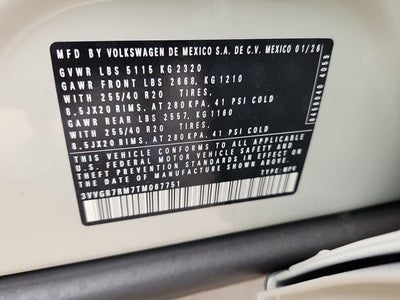 MFD BY VOLKSWAGEN DE MEXICO S.A. DE C.V. MEXICO 01/26
GVWR LBS 5115 KG 2320
GAWR FRONT LBS 2668, KG 1210
WITH 255/40 R20 TIRES,
8.5JX20 RIMS, AT 280 KPA, 41 PSI COLD
GAWR REAR LBS 2557, KG 1160
WITH 255/40 R20 TIRES,
8.5JX20 RIMS, AT 280 KPA, 41 PSI COLD
THIS VEHICLE CONFORMS TO ALL APPLICABLE
U.S. FEDERAL MOTOR VEHICLE SAFETY AND
THEFT PREVENTION STANDARDS IN EFFECT ON
THE DATE OF MANUFACTURE SHOWN ABOVE.
3VVGR7RM7TM067751 TYPE: MPV